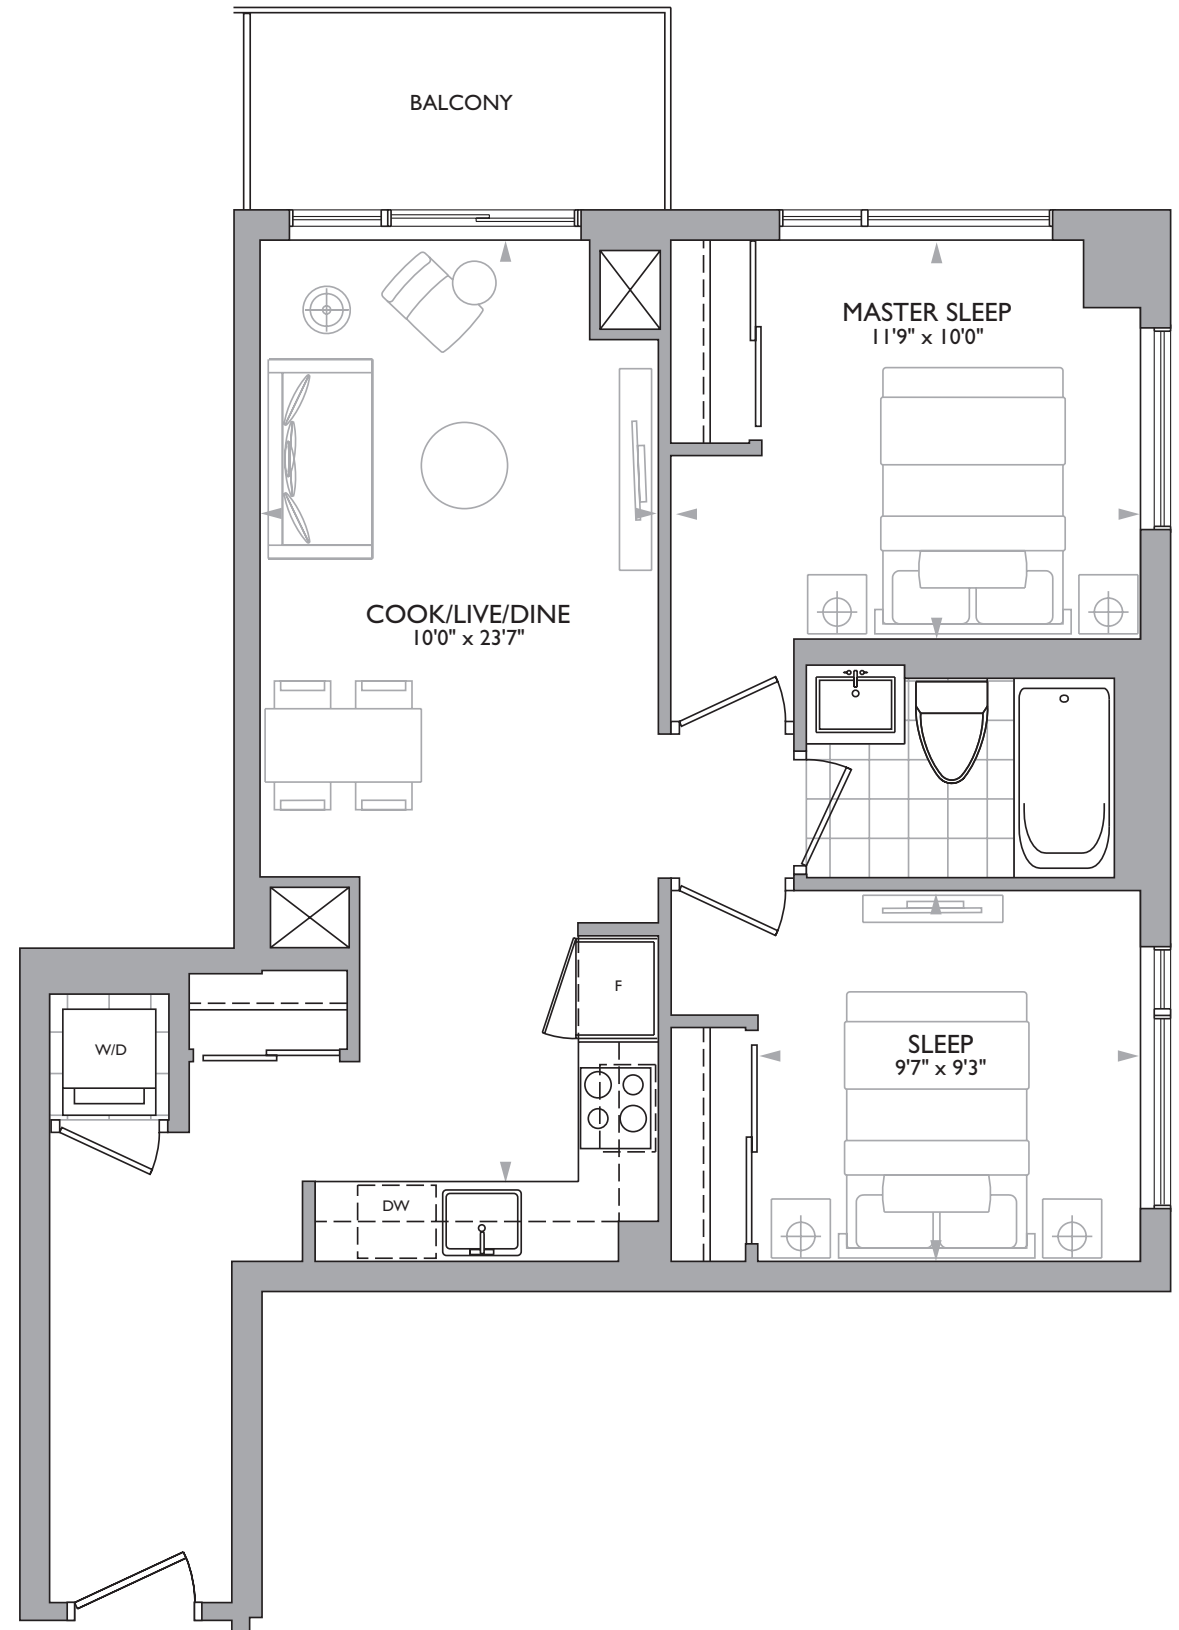 BALCONY
MASTER SLEEP
11'9" x 10'0"
COOK/LIVE/DINE
10'0" x 23'7"
F
W/D
SLEEP
9'7" x 9'3"
DW